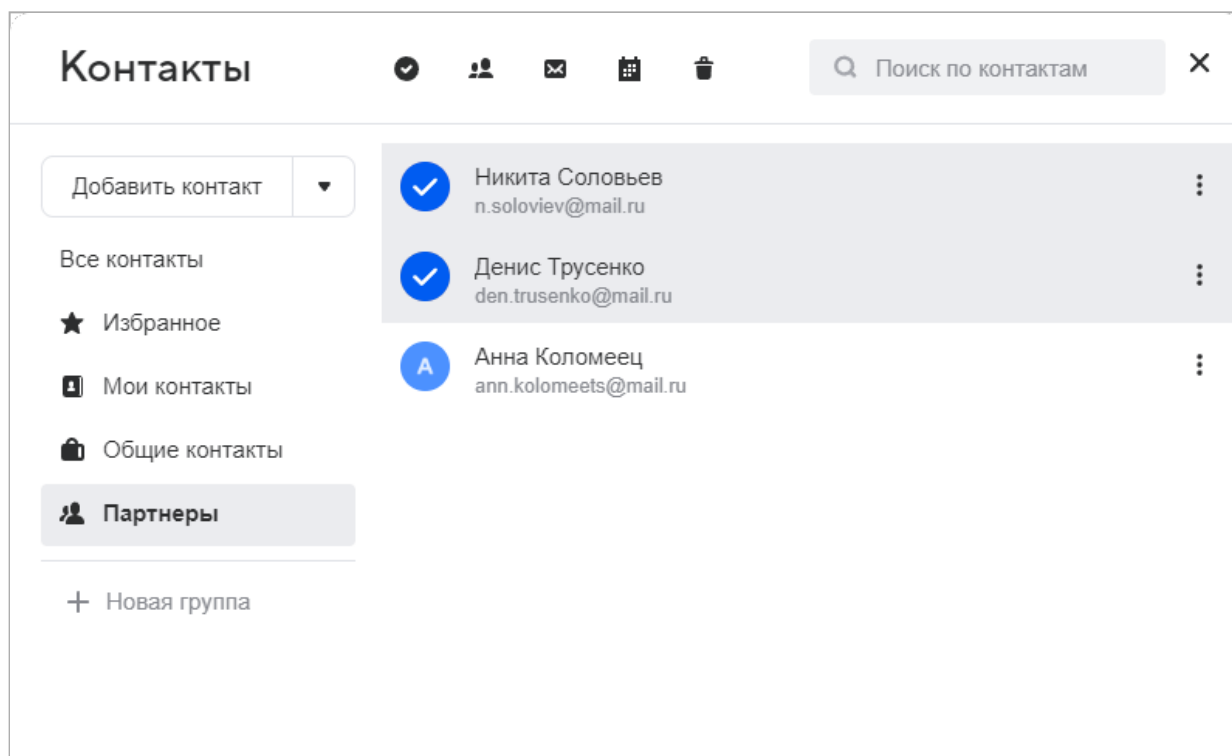 Контакты
Поиск по контактам
Добавить контакт
Все контакты
Избранное
Мои контакты
Общие контакты
Партнеры
Новая группа
Никита Соловьев
n.soloviev@mail.ru
Денис Трусенко
den.trusenko@mail.ru
А
Анна Коломеец
ann.kolomeets@mail.ru